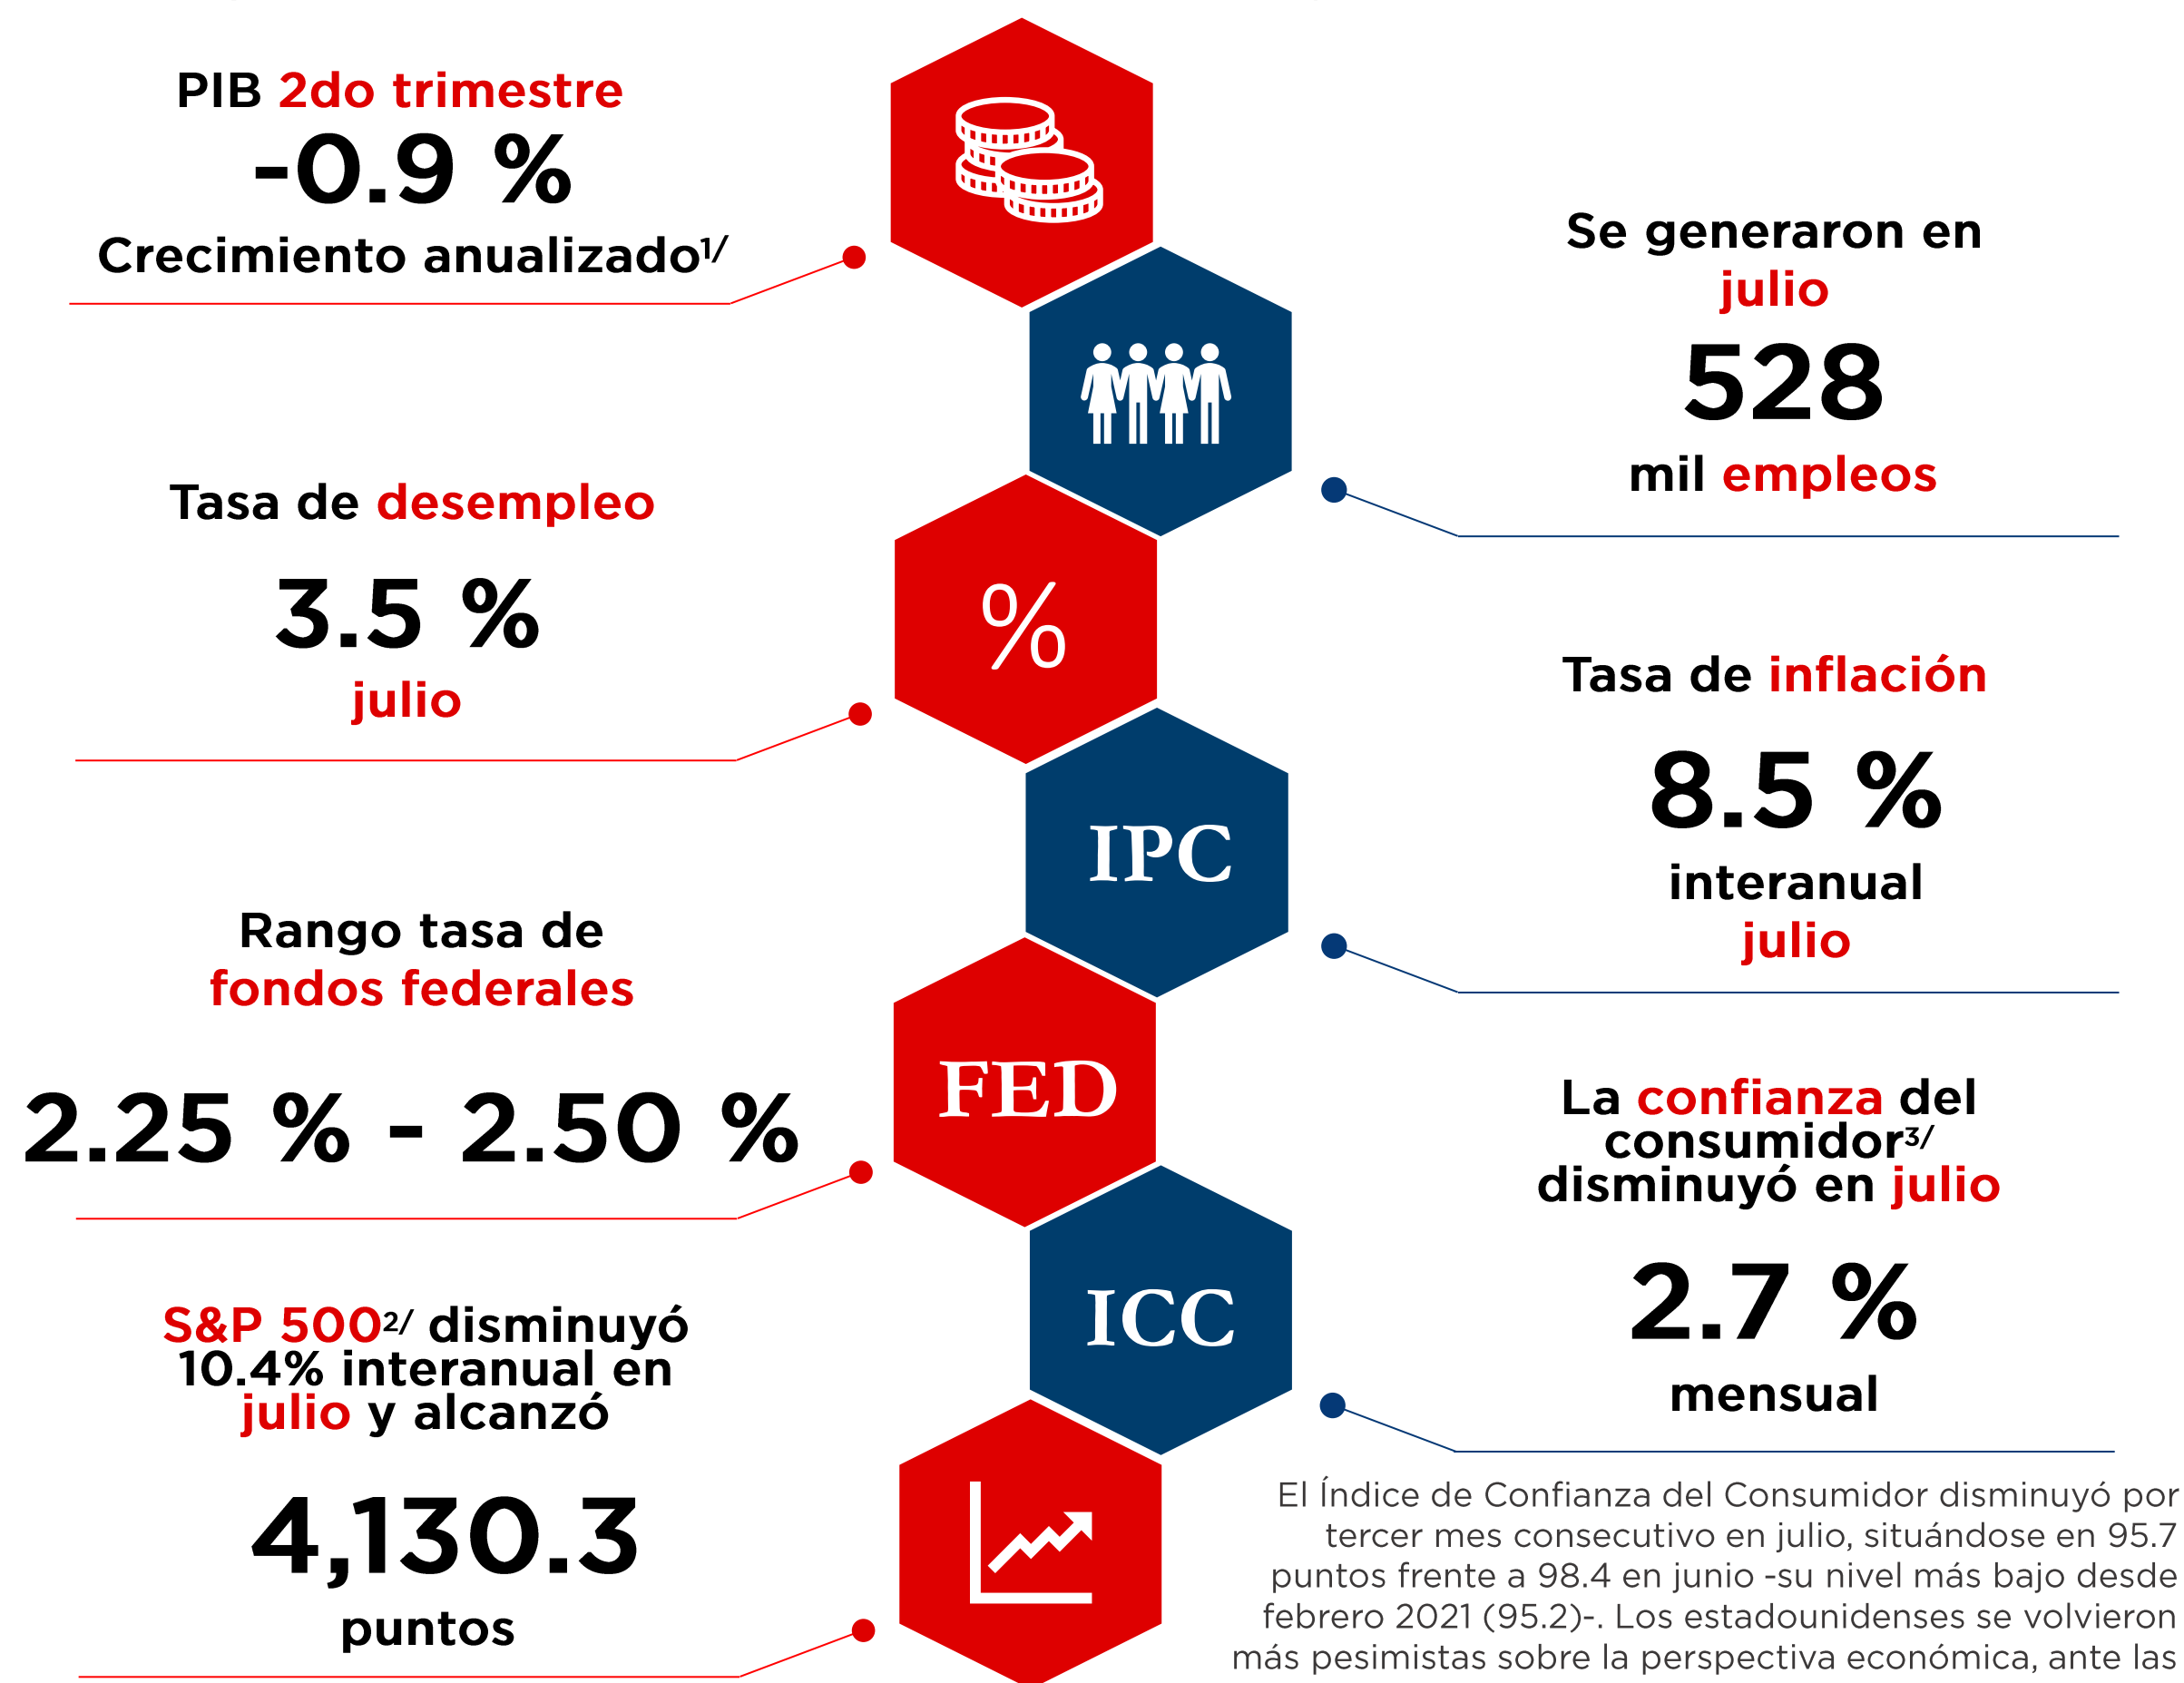 PIB 2do trimestre
-0.9 %
Crecimiento anualizado1/
Se generaron en
julio
528
mil empleos
Tasa de desempleo
3.5 %
julio
%
Tasa de inflación
8.5 %
interanual
julio
IPC
Rango tasa de
fondos federales
2.25 % - 2.50 %
FED
La confianza del
consumidor3/
disminuyó en julio
2.7 %
mensual
ICC
S&P 5002/ disminuyó
10.4% interanual en
julio y alcanzó
4,130.3
puntos
El Índice de Confianza del Consumidor disminuyó por
tercer mes consecutivo en julio, situándose en 95.7
puntos frente a 98.4 en junio -su nivel más bajo desde
febrero 2021 (95.2)-. Los estadounidenses se volvieron
más pesimistas sobre la perspectiva económica, ante las